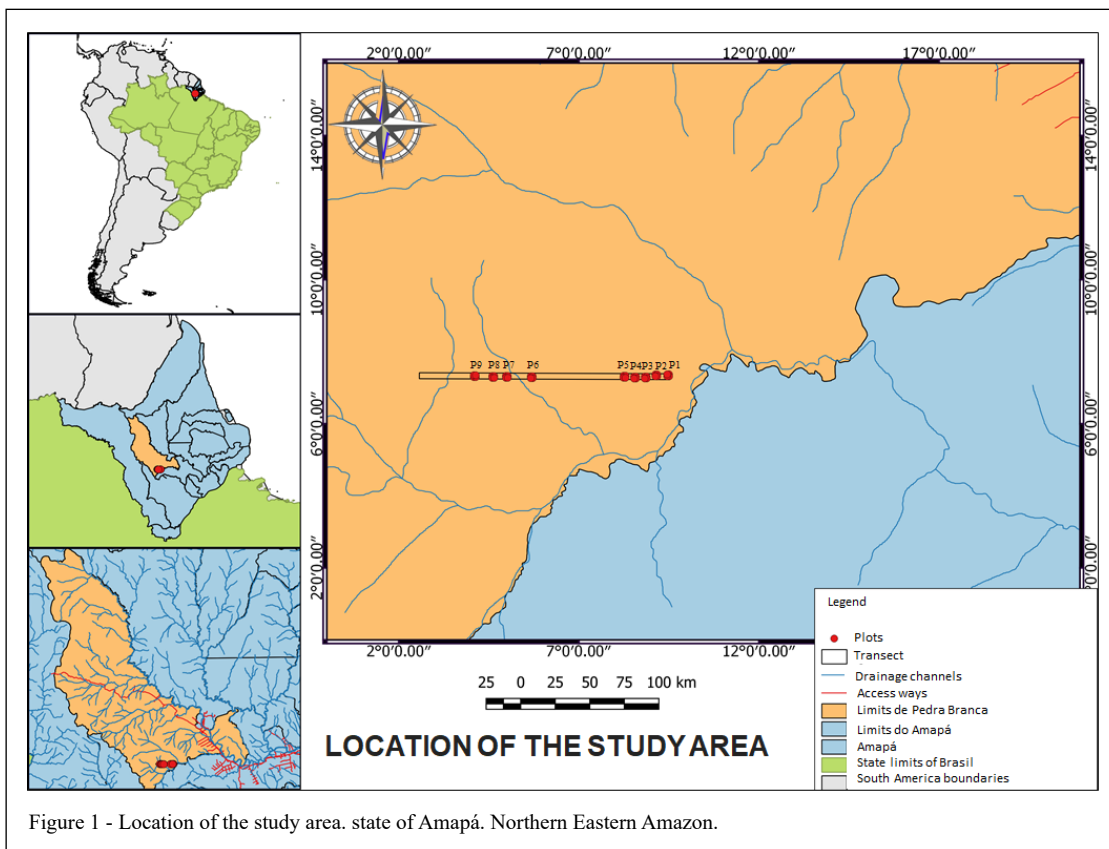 2°0'0.00″ 7°0'0.00″ 12°0'0.00″ 17°0'0.00″
14°0'0.00″ 14°0'0.00″
10°0'0.00″ 10°0'0.00″
P9 P8 P7 P6 P5 P4 P3 P2 P1
6°0'0.00″ 6°0'0.00″
2°0'0.00″ 2°0'0.00″
2°0'0.00″ 7°0'0.00″ 12°0'0.00″
25 0 25 50 75 100 km
LOCATION OF THE STUDY AREA
Legend
Plots
Transect
Drainage channels
Access ways
Limits de Pedra Branca
Limits do Amapá
Amapá
State limits of Brasil
South America boundaries
Figure 1 - Location of the study area. state of Amapá. Northern Eastern Amazon.